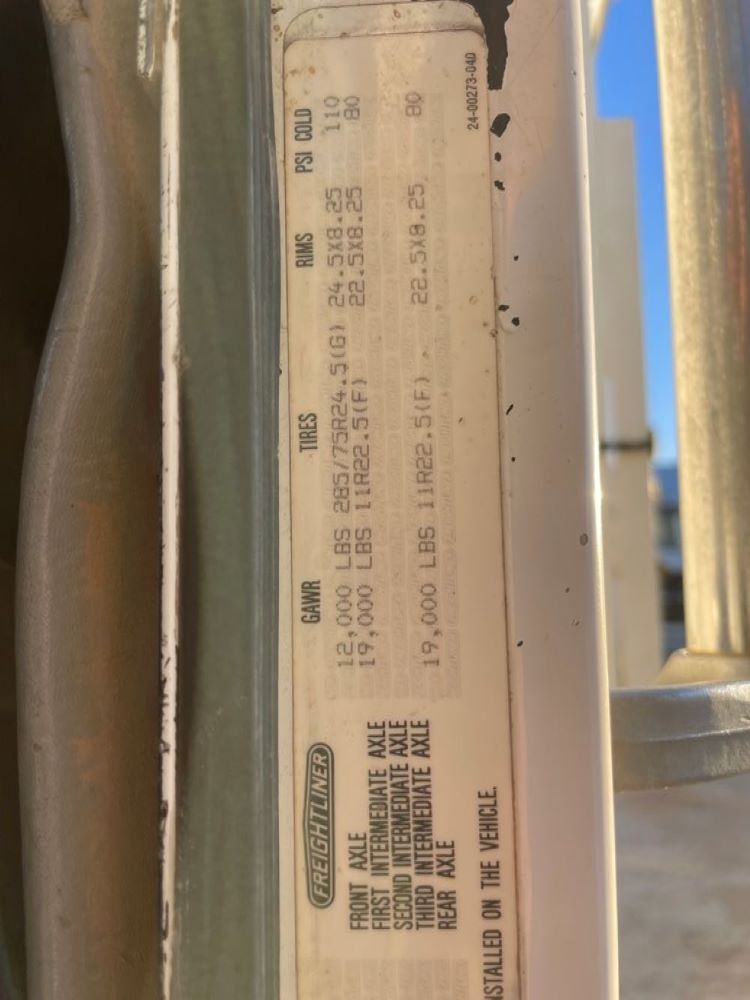 FREIGHTLINER
GAWR TIRES RIMS PSI COLD
FRONT AXLE 12,000 LBS 285/75R24.5(G) 24.5X8.25 110
FIRST INTERMEDIATE AXLE 19,000 LBS 11R22.5(F) 22.5X8.25 80
SECOND INTERMEDIATE AXLE
THIRD INTERMEDIATE AXLE
REAR AXLE 19,000 LBS 11R22.5(F) 22.5X8.25 80
NSTALLED ON THE VEHICLE.
24-00273-040